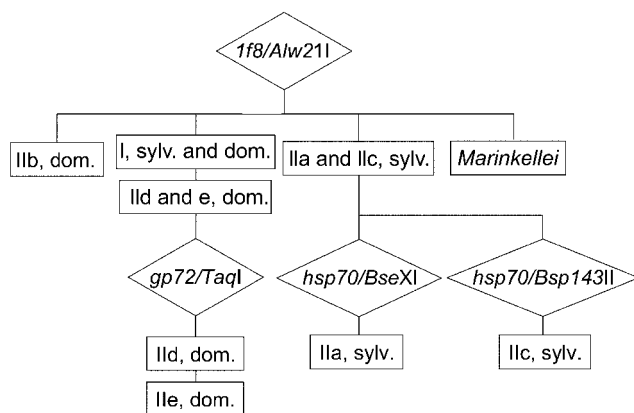 1f8/Alw21I
IIb, dom.
I, sylv. and dom.
IIa and IIc, sylv.
Marinkellei
IId and e, dom.
gp72/TaqI
hsp70/BseXI
hsp70/Bsp143II
IId, dom.
IIa, sylv.
IIc, sylv.
IIe, dom.